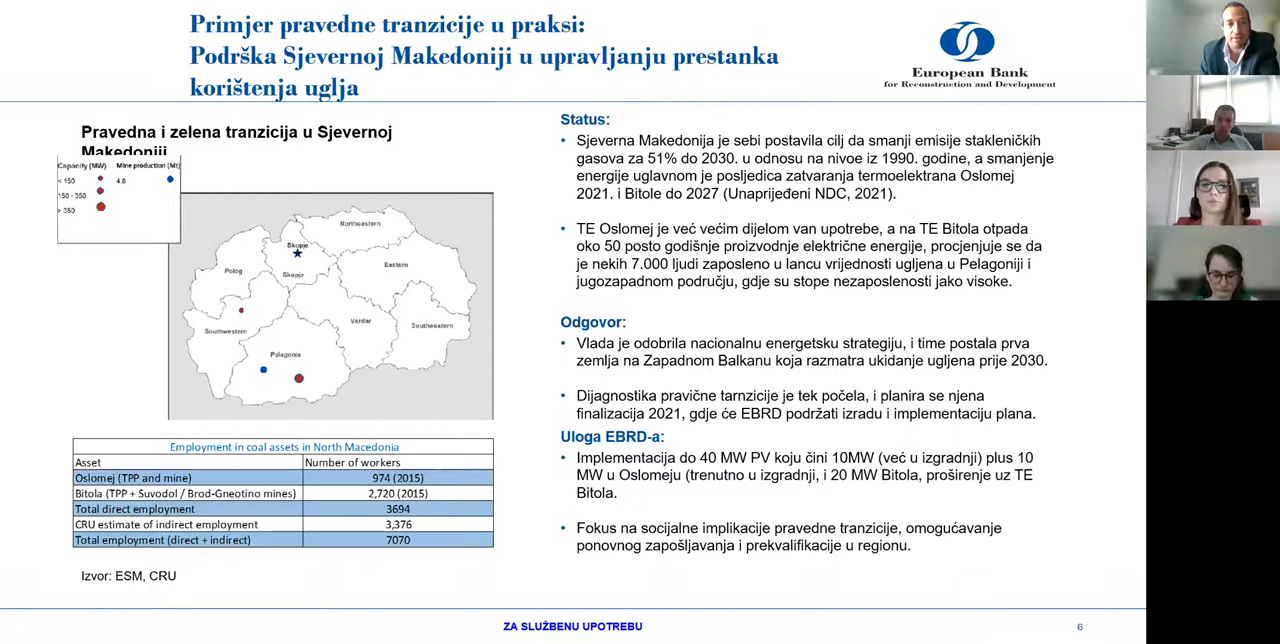 Primjer pravedne tranzicije u praksi:
Podrška Sjevernoj Makedoniji u upravljanju prestanka
korištenja uglja
European Bank
for Reconstruction and Development
Pravedna i zelena tranzicija u Sjevernoj
Makedoniji
Capacity (MW) Mine production (Mt)
< 150 4.8
150 - 350
> 350
Northeastern
Skopje
Polog
Skopje
Eastern
Southwestern
Vardar
Southeastern
Pelagonia
Employment in coal assets in North Macedonia
Asset Number of workers
Oslomej (TPP and mine) 974 (2015)
Bitola (TPP + Suvodol / Brod-Gneotino mines) 2,720 (2015)
Total direct employment 3694
CRU estimate of indirect employment 3,376
Total employment (direct + indirect) 7070
Izvor: ESM, CRU
Status:
• Sjeverna Makedonija je sebi postavila cilj da smanji emisije stakleničkih
gasova za 51% do 2030. u odnosu na nivoe iz 1990. godine, a smanjenje
energije uglavnom je posljedica zatvaranja termoelektrana Oslomej
2021. i Bitole do 2027 (Unaprijeđeni NDC, 2021).
• TE Oslomej je već većim dijelom van upotrebe, a na TE Bitola otpada
oko 50 posto godišnje proizvodnje električne energije, procjenjuje se da
je nekih 7.000 ljudi zaposleno u lancu vrijednosti ugljena u Pelagoniji i
jugozapadnom području, gdje su stope nezaposlenosti jako visoke.
Odgovor:
• Vlada je odobrila nacionalnu energetsku strategiju, i time postala prva
zemlja na Zapadnom Balkanu koja razmatra ukidanje ugljena prije 2030.
• Dijagnostika pravične tarnzicije je tek počela, i planira se njena
finalizacija 2021, gdje će EBRD podržati izradu i implementaciju plana.
Uloga EBRD-a:
• Implementacija do 40 MW PV koju čini 10MW (već u izgradnji) plus 10
MW u Oslomeju (trenutno u izgradnji, i 20 MW Bitola, proširenje uz TE
Bitola.
• Fokus na socijalne implikacije pravedne tranzicije, omogućavanje
ponovnog zapošljavanja i prekvalifikacije u regionu.
ZA SLUŽBENU UPOTREBU
6